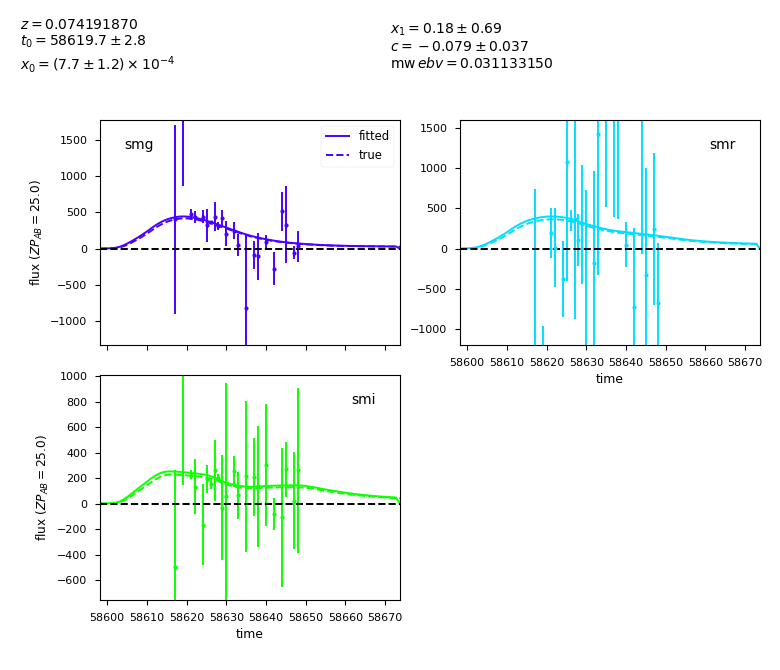 z = 0.074191870
t₀ = 58619.7 ± 2.8
x₀ = (7.7 ± 1.2) × 10⁻⁴
x₁ = 0.18 ± 0.69
c = −0.079 ± 0.037
mw ebv = 0.031133150
smg
fitted
true
1500
1000
500
0
−500
−1000
flux (ZP_AB = 25.0)
smr
1500
1000
500
0
−500
−1000
58600 58610 58620 58630 58640 58650 58660 58670
time
smi
1000
800
600
400
200
0
−200
−400
−600
flux (ZP_AB = 25.0)
58600 58610 58620 58630 58640 58650 58660 58670
time